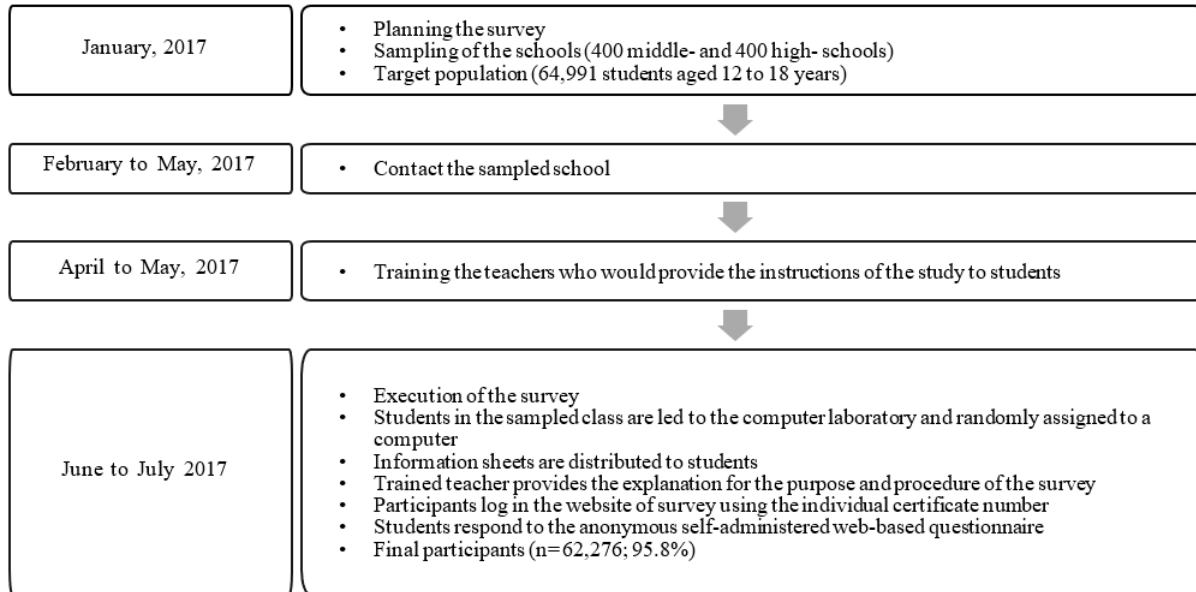 January, 2017
• Planning the survey
• Sampling of the schools (400 middle- and 400 high- schools)
• Target population (64,991 students aged 12 to 18 years)
February to May, 2017
• Contact the sampled school
April to May, 2017
• Training the teachers who would provide the instructions of the study to students
June to July 2017
• Execution of the survey
• Students in the sampled class are led to the computer laboratory and randomly assigned to a
computer
• Information sheets are distributed to students
• Trained teacher provides the explanation for the purpose and procedure of the survey
• Participants log in the website of survey using the individual certificate number
• Students respond to the anonymous self-administered web-based questionnaire
• Final participants (n=62,276; 95.8%)